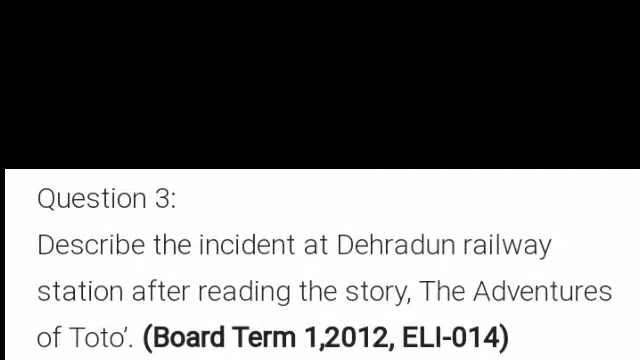 Question 3:
Describe the incident at Dehradun railway
station after reading the story, The Adventures
of Toto’. (Board Term 1,2012, ELI-014)